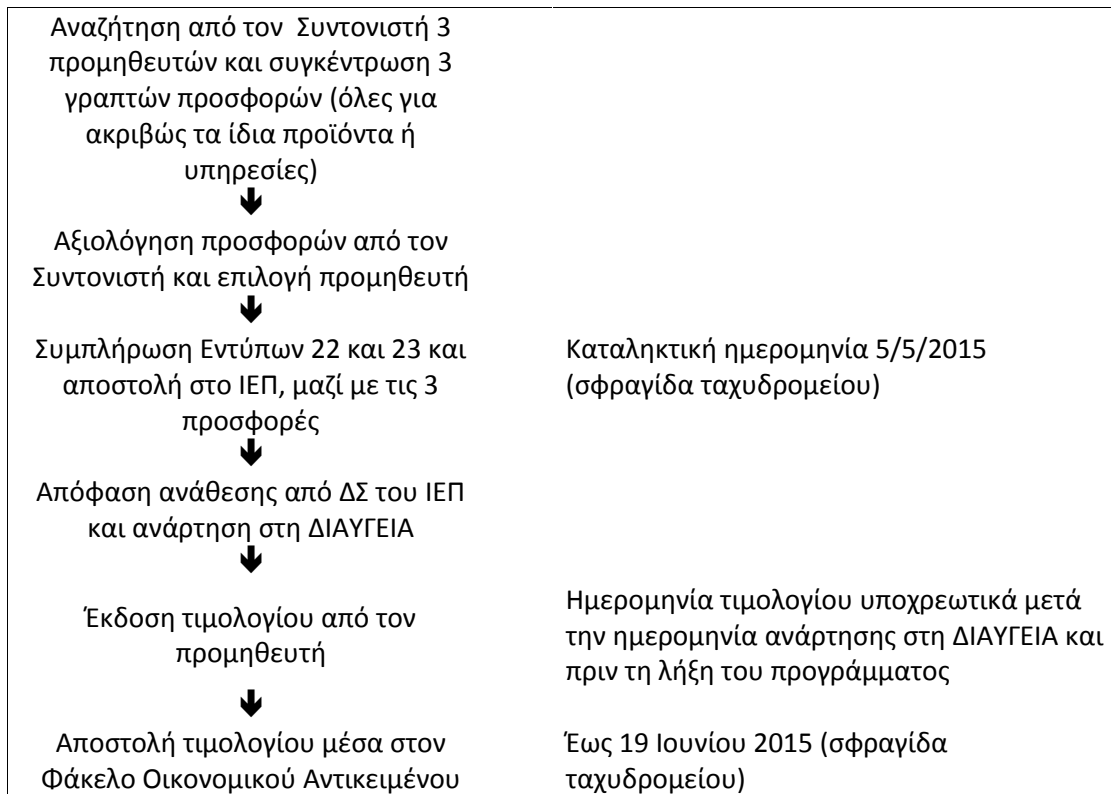 Αναζήτηση από τον Συντονιστή 3
προμηθευτών και συγκέντρωση 3
γραπτών προσφορών (όλες για
ακριβώς τα ίδια προϊόντα ή
υπηρεσίες)
Αξιολόγηση προσφορών από τον
Συντονιστή και επιλογή προμηθευτή
Συμπλήρωση Εντύπων 22 και 23 και
αποστολή στο ΙΕΠ, μαζί με τις 3
προσφορές
Καταληκτική ημερομηνία 5/5/2015
(σφραγίδα ταχυδρομείου)
Απόφαση ανάθεσης από ΔΣ του ΙΕΠ
και ανάρτηση στη ΔΙΑΥΓΕΙΑ
Έκδοση τιμολογίου από τον
προμηθευτή
Ημερομηνία τιμολογίου υποχρεωτικά μετά
την ημερομηνία ανάρτησης στη ΔΙΑΥΓΕΙΑ και
πριν τη λήξη του προγράμματος
Αποστολή τιμολογίου μέσα στον
Φάκελο Οικονομικού Αντικειμένου
Έως 19 Ιουνίου 2015 (σφραγίδα
ταχυδρομείου)